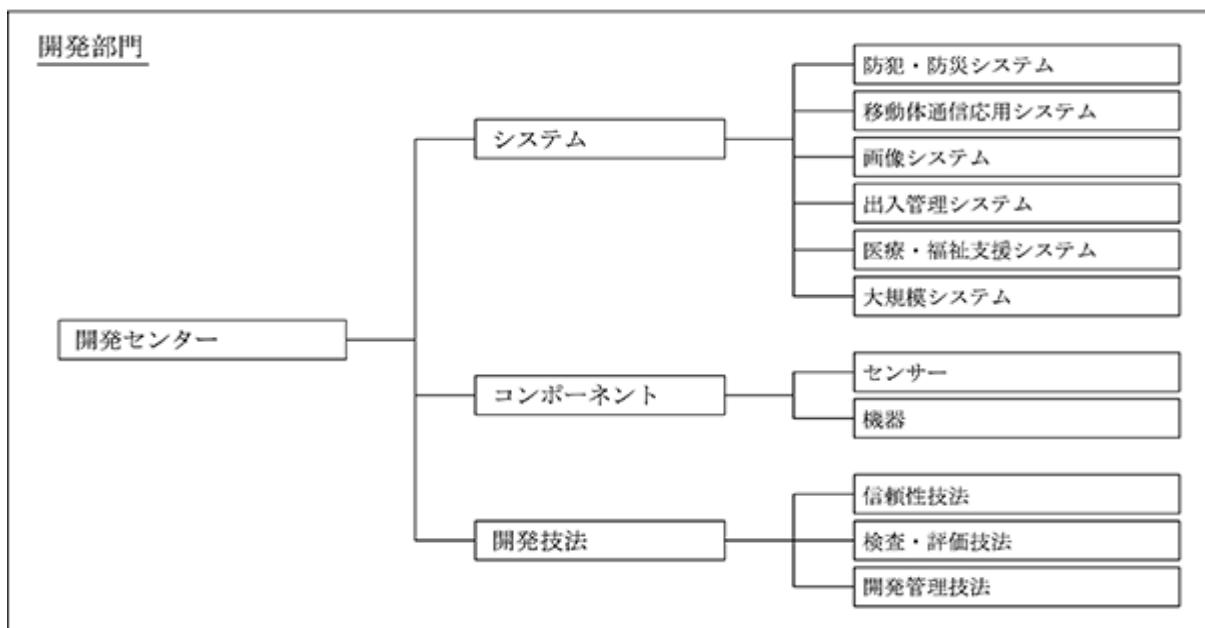 開発部門
防犯・防災システム
移動体通信応用システム
システム
画像システム
出入管理システム
医療・福祉支援システム
大規模システム
開発センター
センサー
コンポーネント
機器
信頼性技法
開発技法
検査・評価技法
開発管理技法